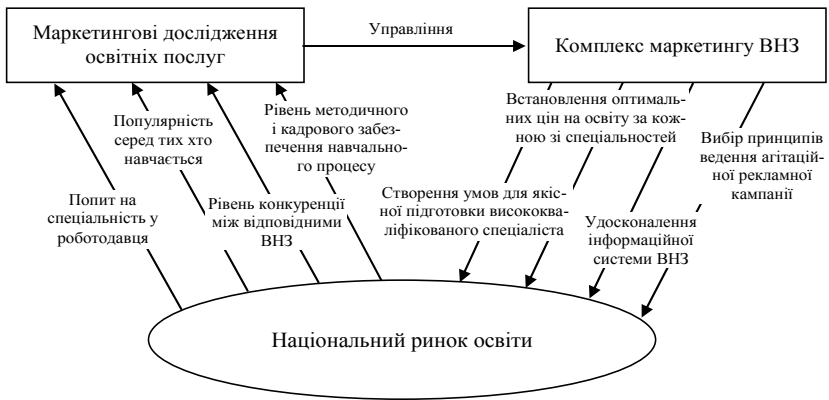 Маркетингові дослідження
освітніх послуг
Управління
Комплекс маркетингу ВНЗ
Популярність
серед тих хто
навчається
Рівень методичного
і кадрового забез-
печення навчально-
го процесу
Встановлення оптималь-
них цін на освіту за кож-
ною зі спеціальностей
Вибір принципів
ведення агітацій-
ної рекламної
кампанії
Попит на
спеціальність у
роботодавця
Рівень конкуренції
між відповідними
ВНЗ
Створення умов для якіс-
ної підготовки висококва-
ліфікованого спеціаліста
Удосконалення
інформаційної
системи ВНЗ
Національний ринок освіти